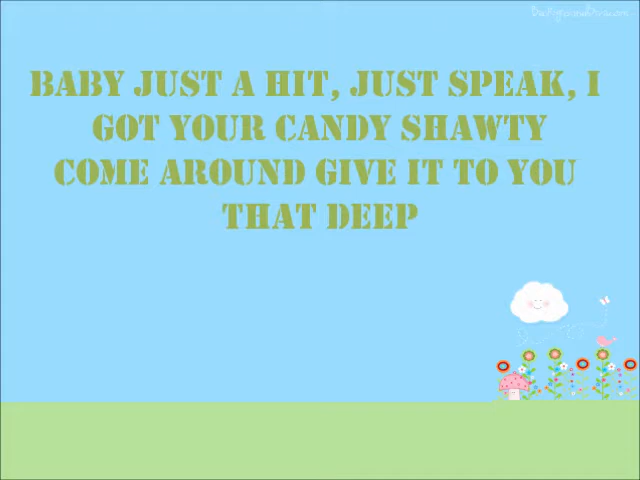 BABY JUST A HIT, JUST SPEAK, I
GOT YOUR CANDY SHAWTY
COME AROUND GIVE IT TO YOU
THAT DEEP